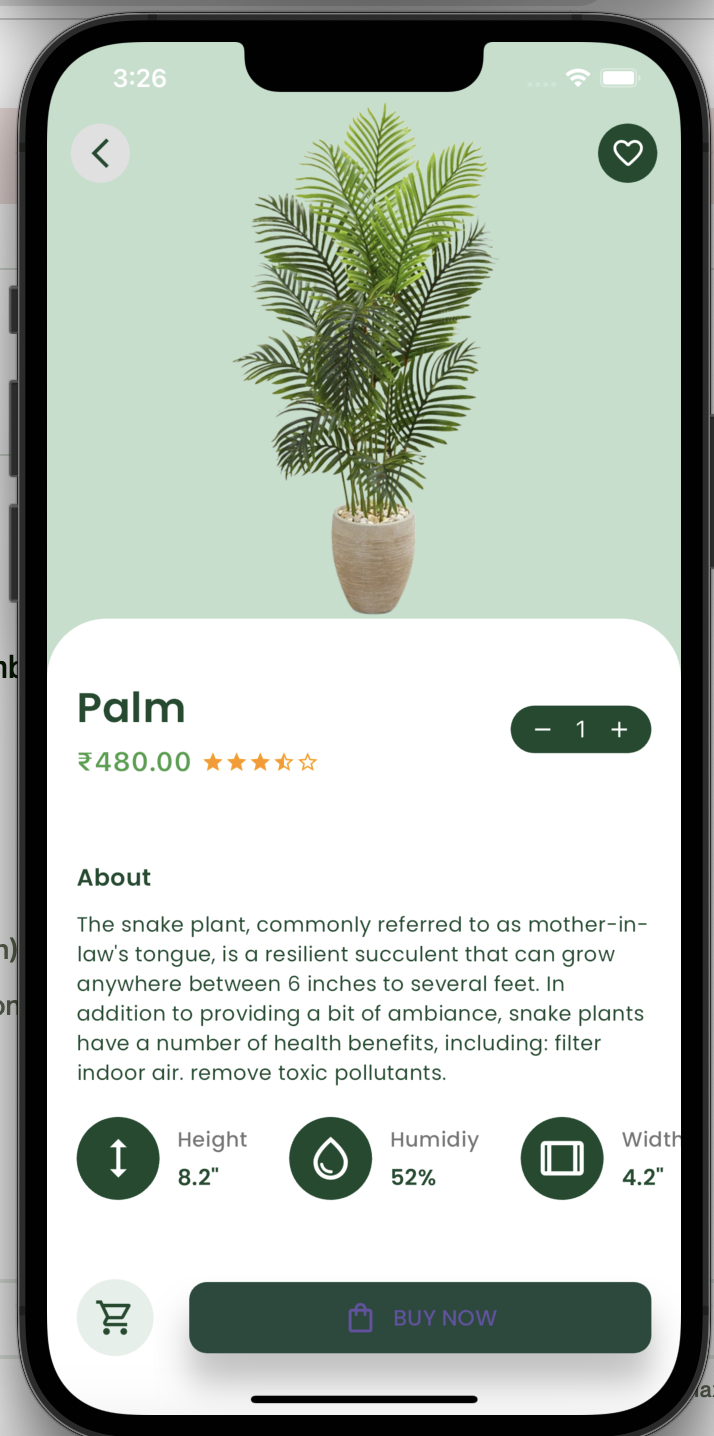 3:26
Palm
₹480.00
− 1 +
About
The snake plant, commonly referred to as mother-in-
law's tongue, is a resilient succulent that can grow
anywhere between 6 inches to several feet. In
addition to providing a bit of ambiance, snake plants
have a number of health benefits, including: filter
indoor air. remove toxic pollutants.
Height Humidiy Width
8.2" 52% 4.2"
BUY NOW